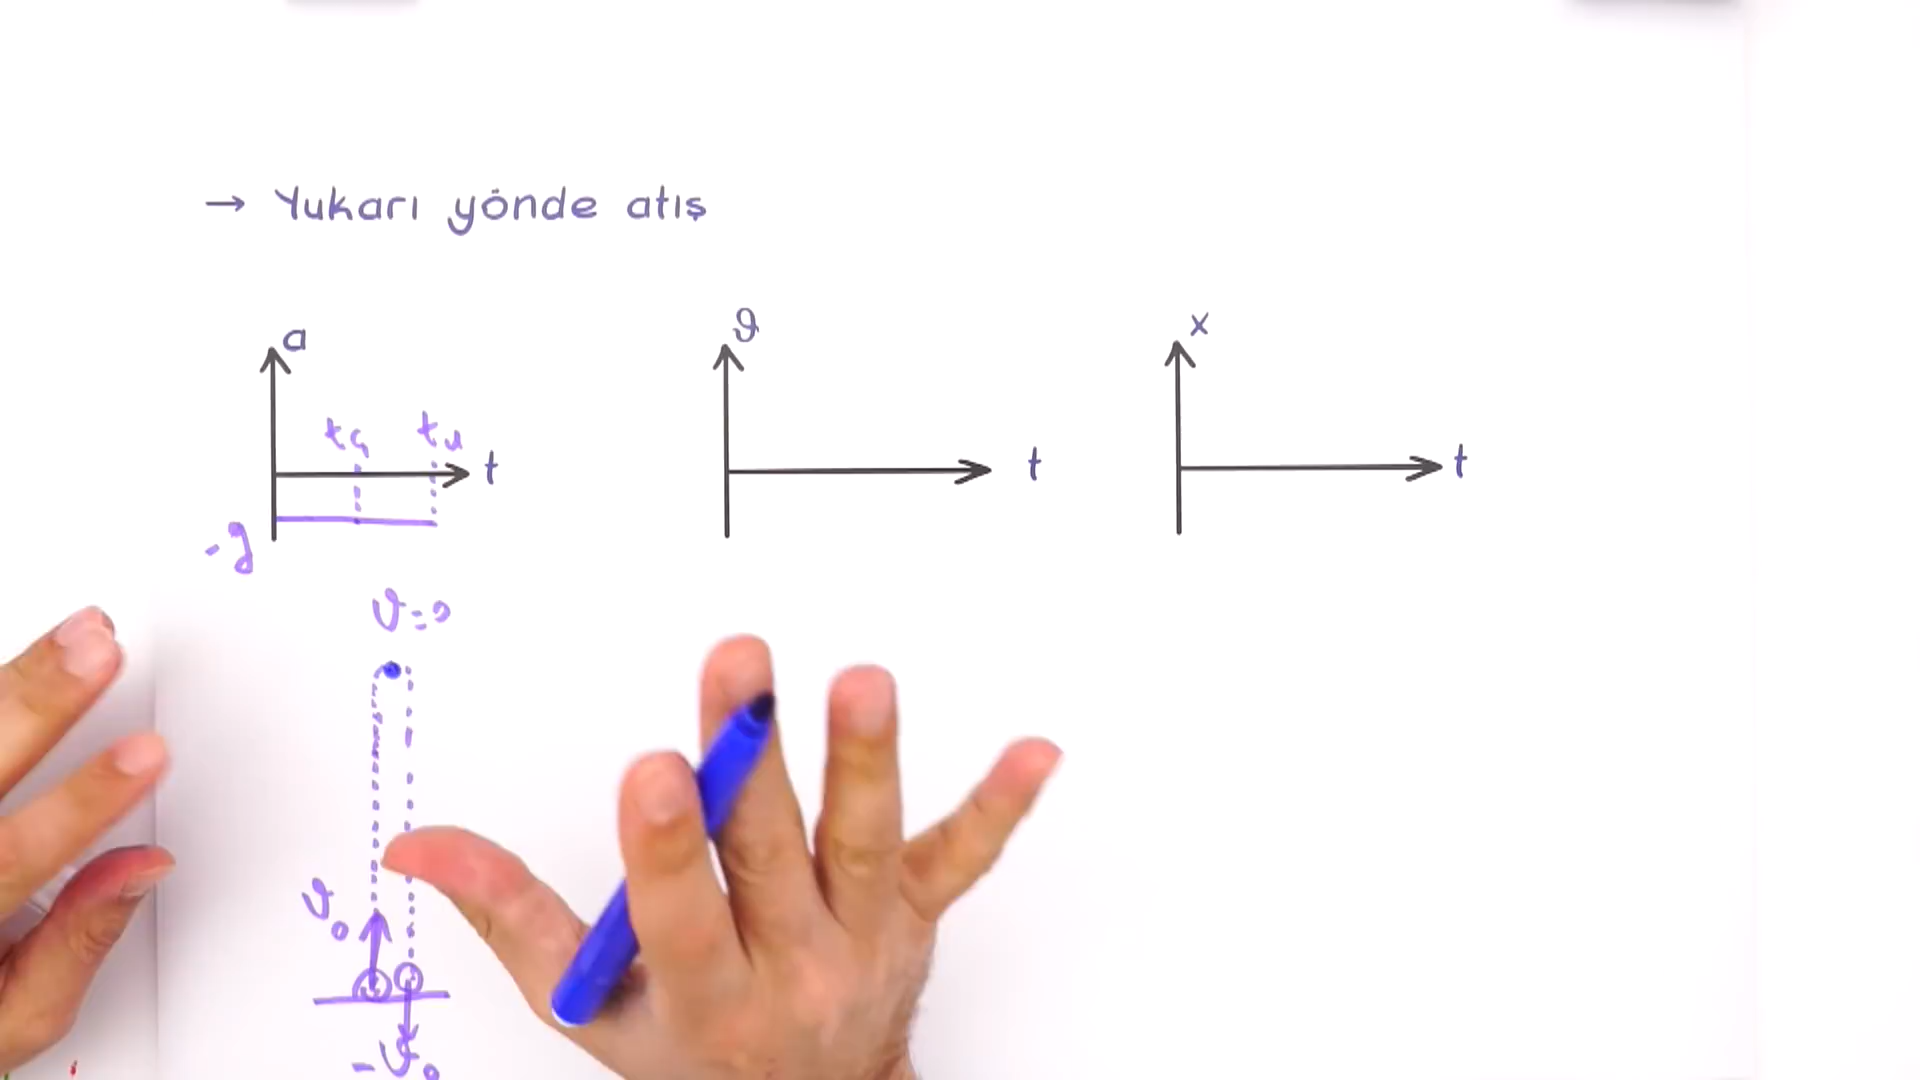 → Yukarı yönde atış
a
ϑ
x
tç
tu
t
t
t
-g
ϑ=0
ϑ₀
-ϑ₀